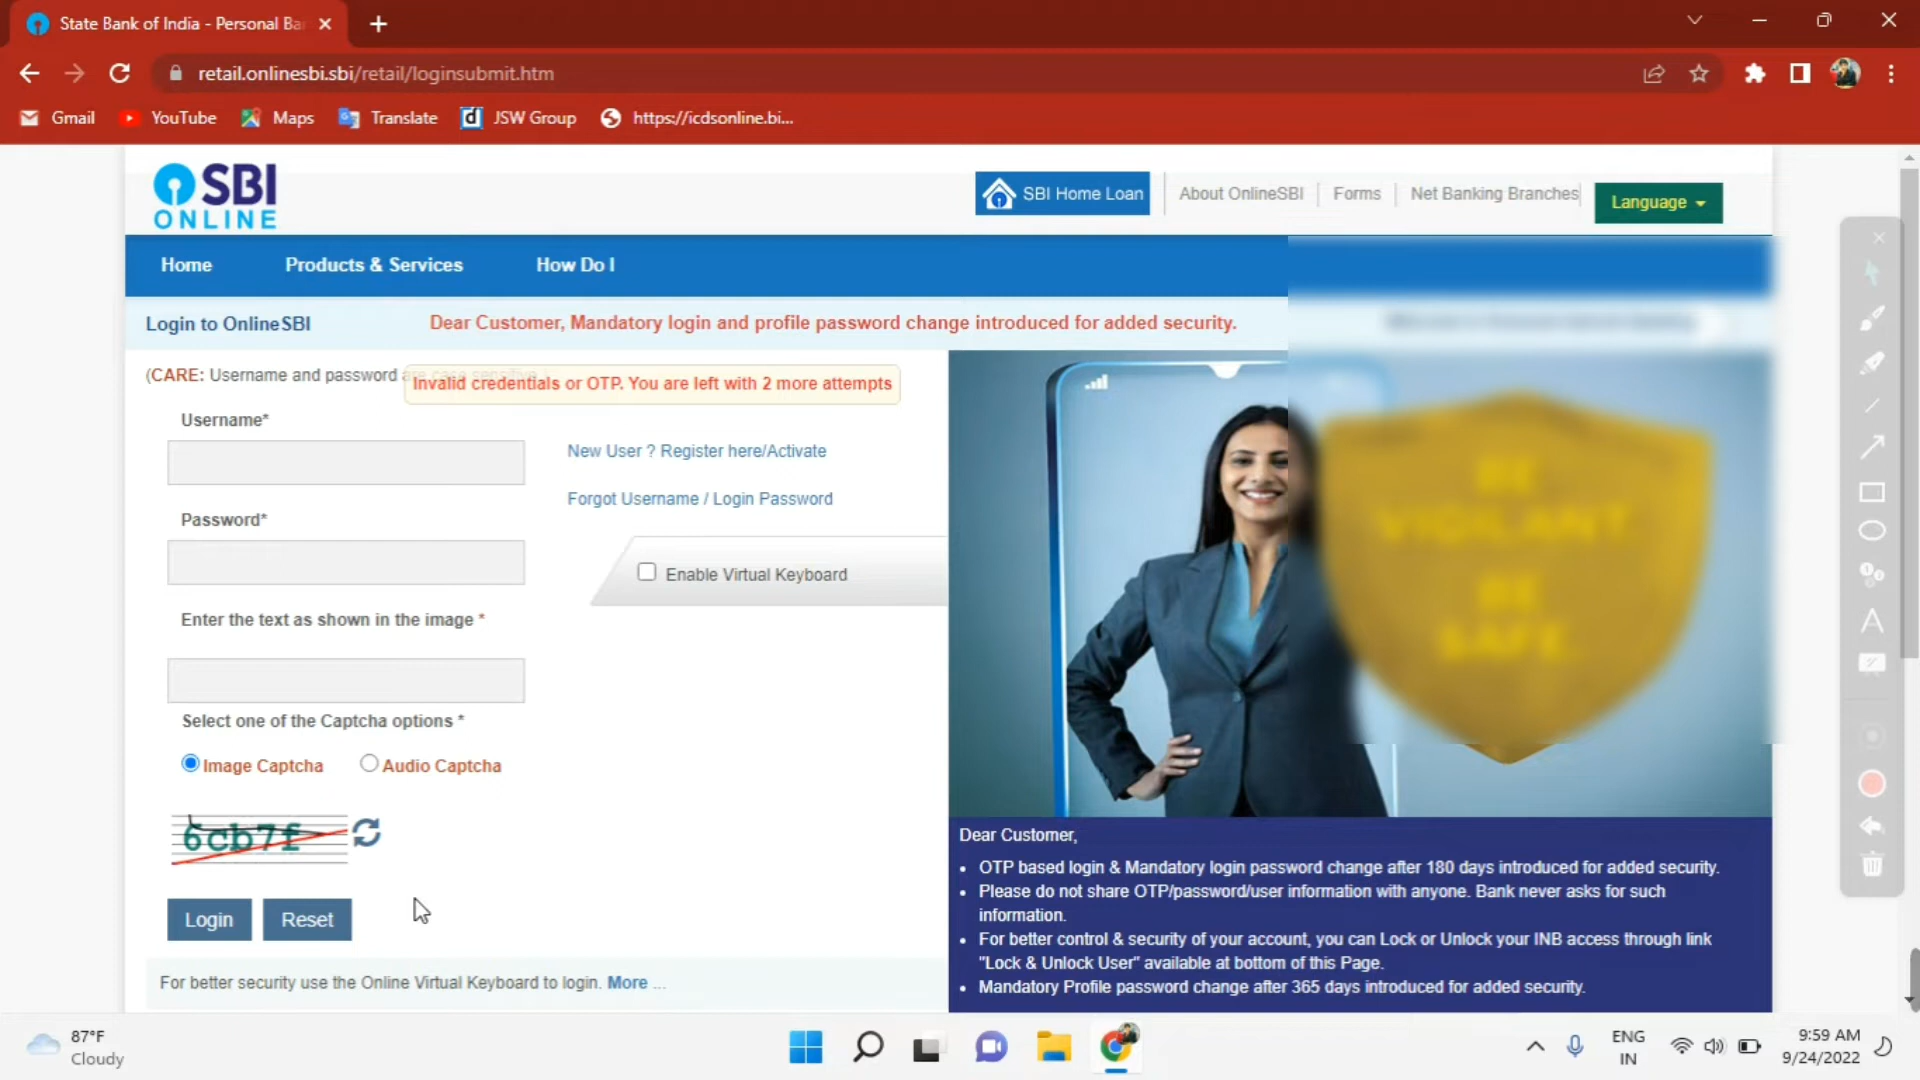 State Bank of India - Personal Ba
retail.onlinesbi.sbi/retail/loginsubmit.htm
Gmail
YouTube
Maps
Translate
JSW Group
https://icdsonline.bi...
SBI
ONLINE
SBI Home Loan
About OnlineSBI
Forms
Net Banking Branches
Language
Home
Products & Services
How Do I
Login to OnlineSBI
Dear Customer, Mandatory login and profile password change introduced for added security.
(CARE: Username and password are case sensitive.)
Invalid credentials or OTP. You are left with 2 more attempts
Username*
New User ? Register here/Activate
Forgot Username / Login Password
Password*
Enable Virtual Keyboard
Enter the text as shown in the image *
Select one of the Captcha options *
Image Captcha
Audio Captcha
6cb7f
Login
Reset
For better security use the Online Virtual Keyboard to login. More ...
BE
VIGILANT
BE
SAFE
Dear Customer,
• OTP based login & Mandatory login password change after 180 days introduced for added security.
• Please do not share OTP/password/user information with anyone. Bank never asks for such
information.
• For better control & security of your account, you can Lock or Unlock your INB access through link
"Lock & Unlock User" available at bottom of this Page.
• Mandatory Profile password change after 365 days introduced for added security.
87°F
Cloudy
ENG
IN
9:59 AM
9/24/2022